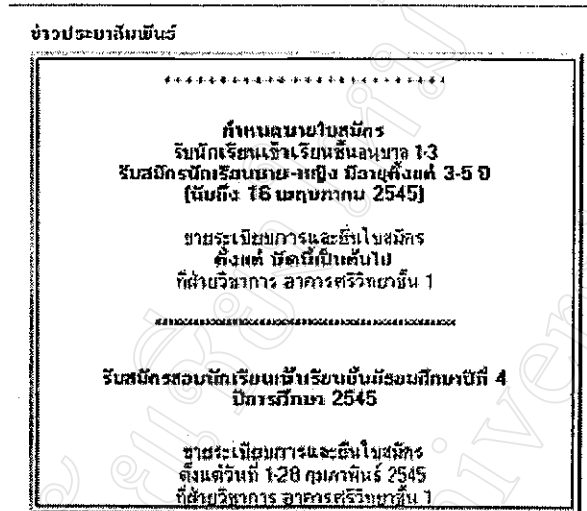 ข่าวประชาสัมพันธ์
กำหนดขายใบสมัคร
รับนักเรียนเข้าเรียนชั้นอนุบาล 1-3
รับสมัครนักเรียนชาย-หญิง มีอายุตั้งแต่ 3-5 ปี
(นับถึง 16 พฤษภาคม 2545)
ขายระเบียบการและยื่นใบสมัคร
ตั้งแต่ บัดนี้เป็นต้นไป
ที่ฝ่ายวิชาการ อาคารศรีวิทยาชั้น 1
รับสมัครสอบนักเรียนเข้าเรียนชั้นมัธยมศึกษาปีที่ 4
ปีการศึกษา 2545
ขายระเบียบการและยื่นใบสมัคร
ตั้งแต่วันที่ 1-28 กุมภาพันธ์ 2545
ที่ฝ่ายวิชาการ อาคารศรีวิทยาชั้น 1